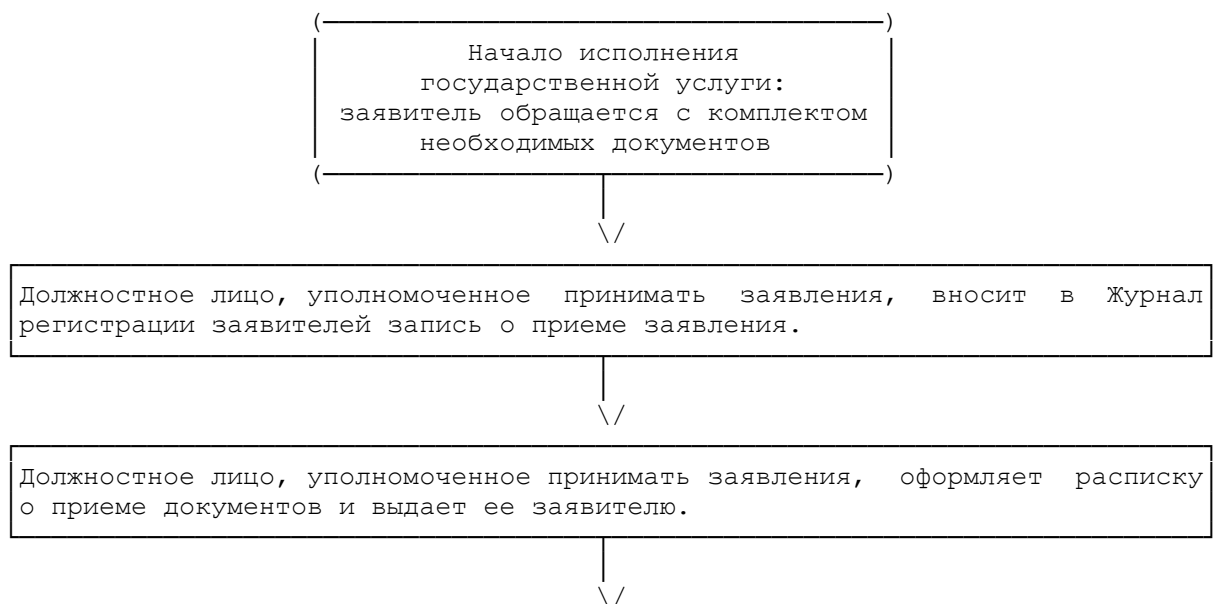 Начало исполнения
государственной услуги:
заявитель обращается с комплектом
необходимых документов
Должностное лицо, уполномоченное принимать заявления, вносит в Журнал
регистрации заявителей запись о приеме заявления.
Должностное лицо, уполномоченное принимать заявления, оформляет расписку
о приеме документов и выдает ее заявителю.